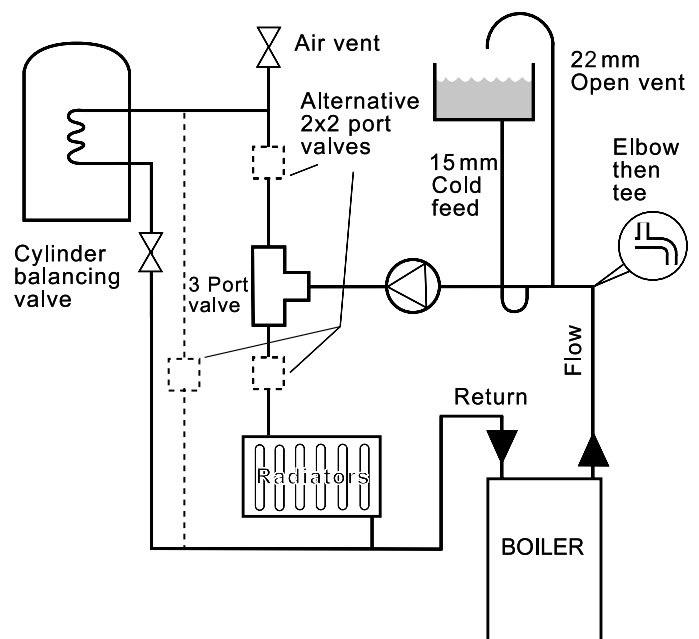 Air vent
22 mm
Open vent
Alternative
2x2 port
valves
15 mm
Cold
feed
Elbow
then
tee
Cylinder
balancing
valve
3 Port
valve
Flow
Return
Radiators
BOILER